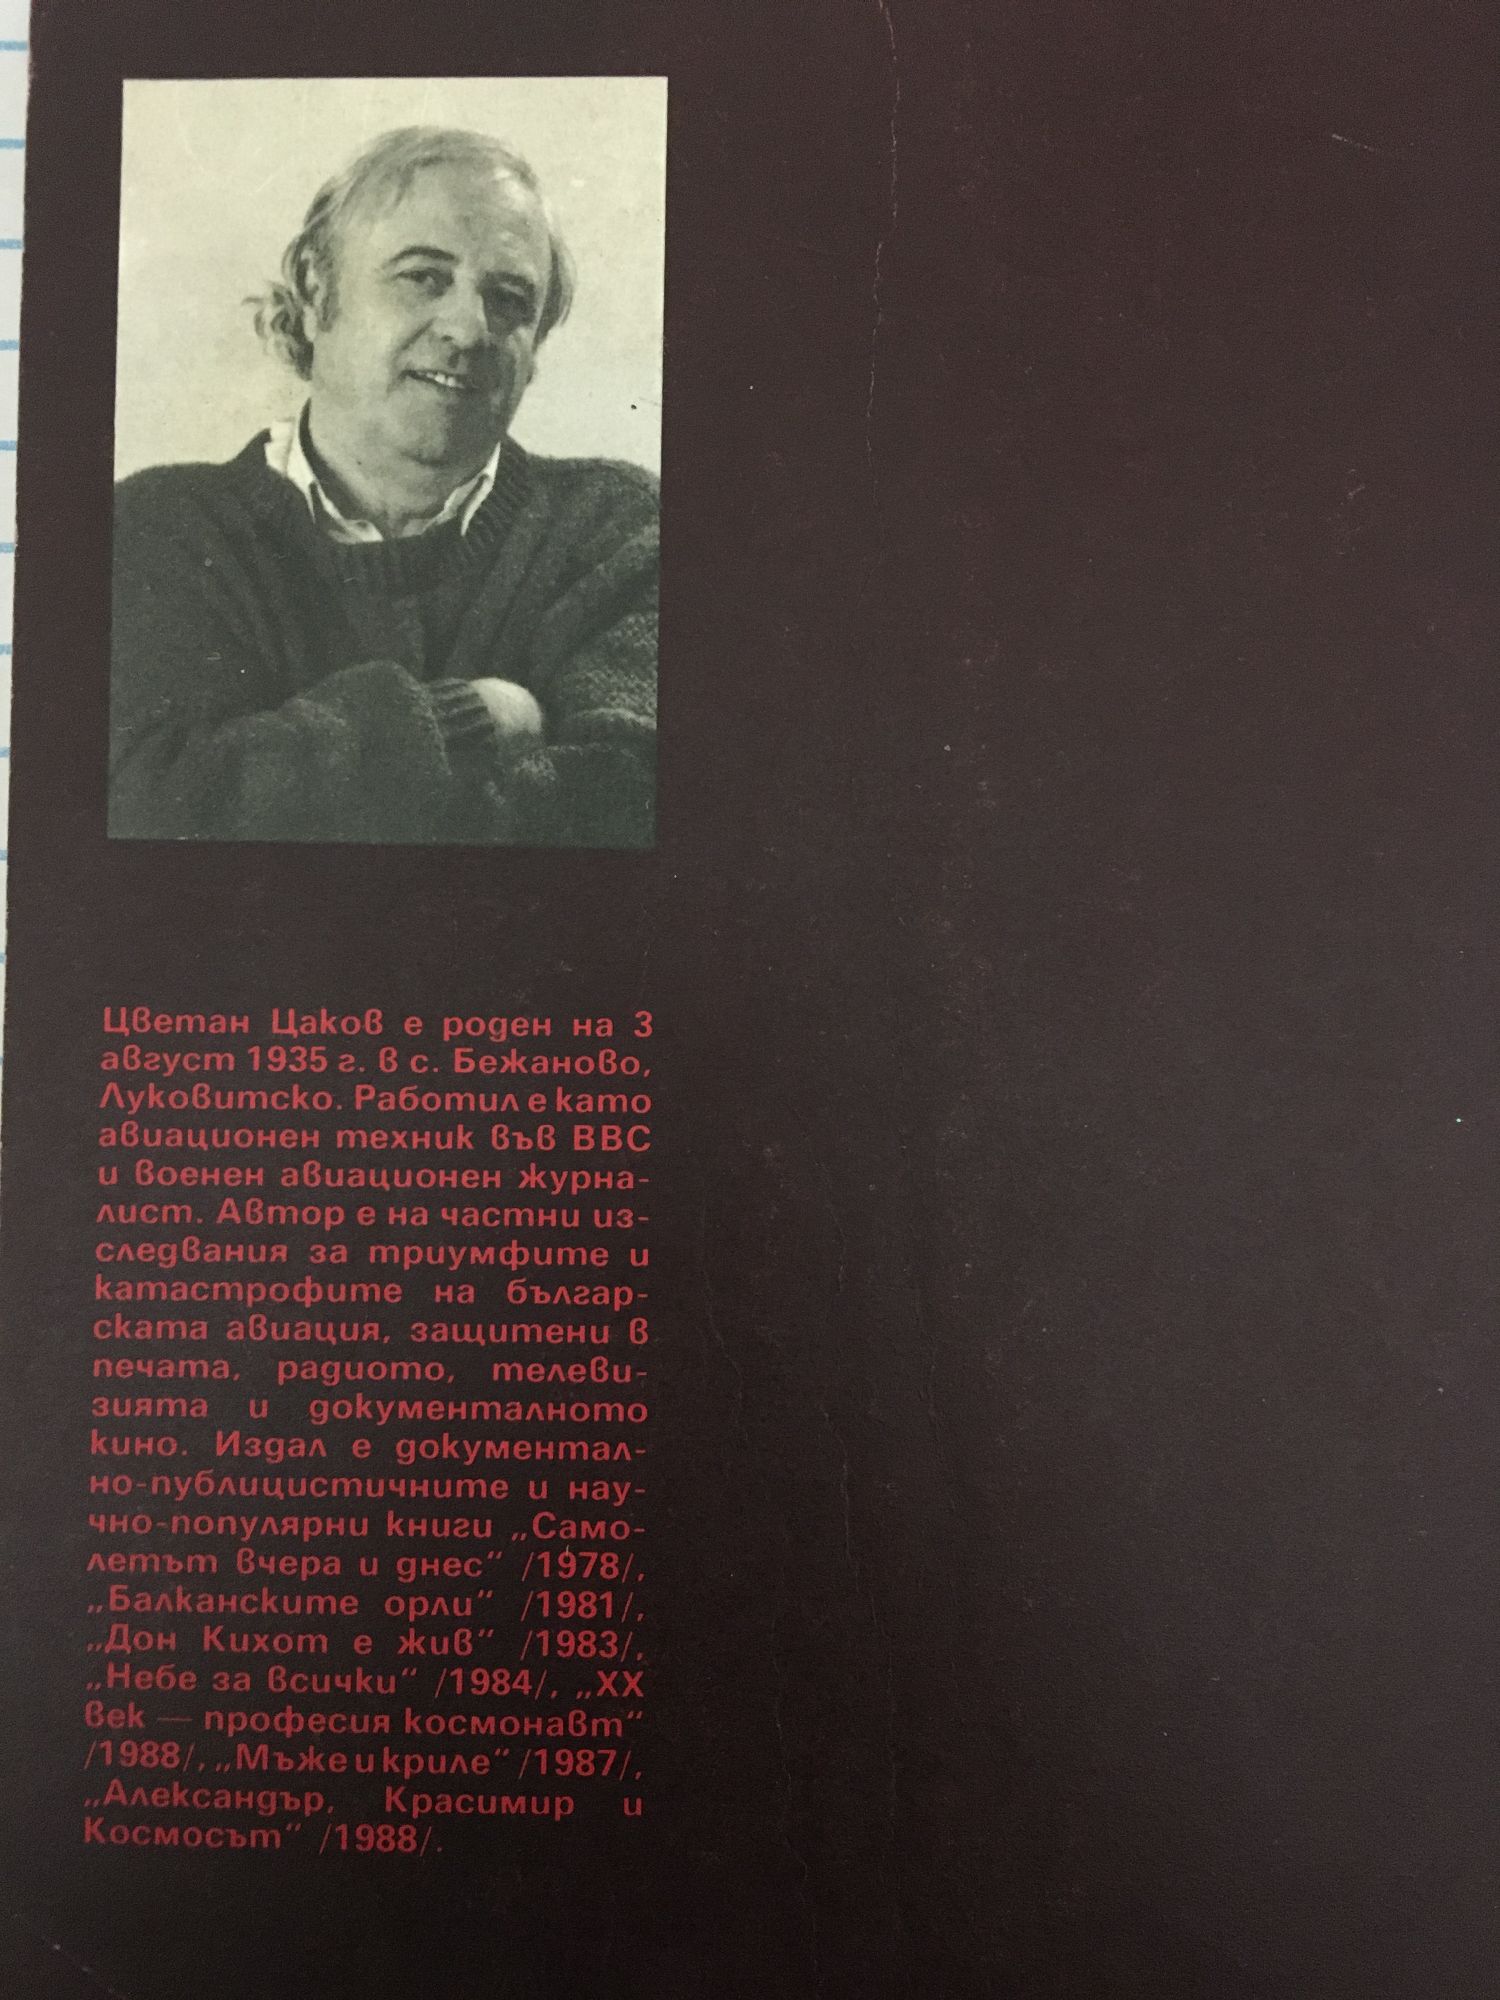 Цветан Цаков е роден на 3
август 1935 г. в с. Бежаново,
Луковитско. Работил е като
авиационен техник във ВВС
и военен авиационен журна-
лист. Автор е на частни из-
следвания за триумфите и
катастрофите на българ-
ската авиация, защитени в
печата, радиото, телеви-
зията и документалното
кино. Издал е документал-
но-публицистичните и нау-
чно-популярни книги „Само-
летът вчера и днес“ /1978/,
„Балканските орли“ /1981/,
„Дон Кихот е жив“ /1983/,
„Небе за всички“ /1984/, „ХХ
век — професия космонавт“
/1988/, „Мъже и криле“ /1987/,
„Александър, Красимир и
Космосът“ /1988/.